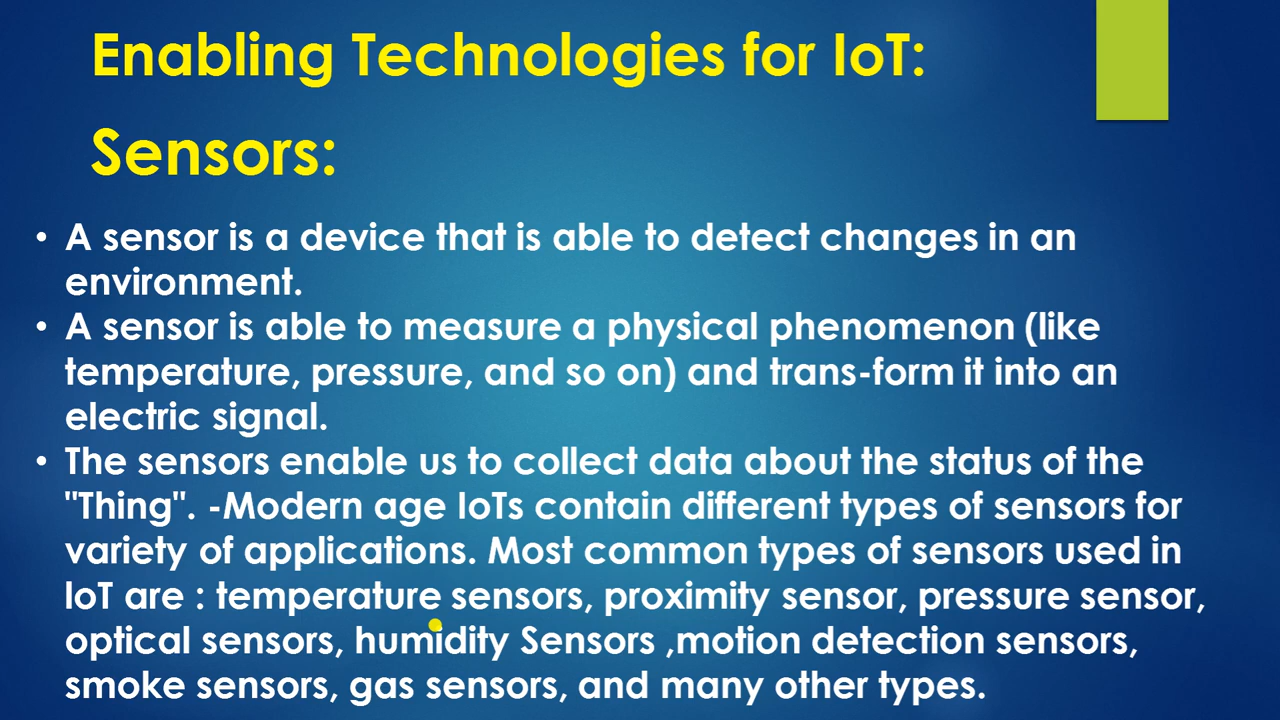 Enabling Technologies for IoT:
Sensors:
• A sensor is a device that is able to detect changes in an
environment.
• A sensor is able to measure a physical phenomenon (like
temperature, pressure, and so on) and trans-form it into an
electric signal.
• The sensors enable us to collect data about the status of the
"Thing". -Modern age IoTs contain different types of sensors for
variety of applications. Most common types of sensors used in
IoT are : temperature sensors, proximity sensor, pressure sensor,
optical sensors, humidity Sensors ,motion detection sensors,
smoke sensors, gas sensors, and many other types.